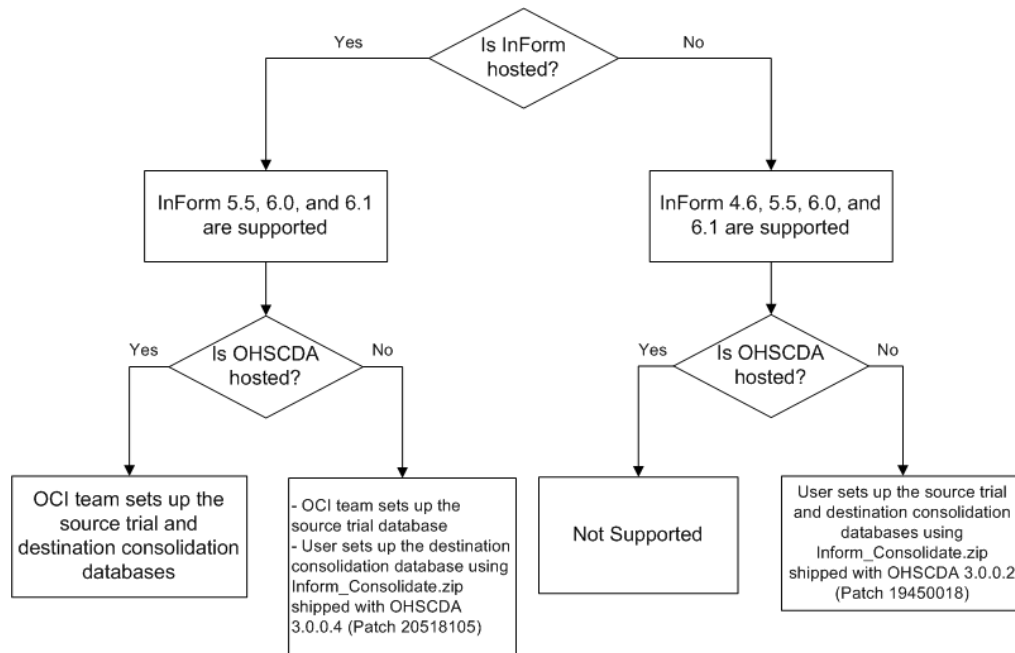 Is InForm
hosted?
Yes
No
InForm 5.5, 6.0, and 6.1
are supported
InForm 4.6, 5.5, 6.0, and
6.1 are supported
Is OHSCDA
hosted?
Yes
No
Is OHSCDA
hosted?
Yes
No
OCI team sets up the
source trial and
destination consolidation
databases
- OCI team sets up the
source trial database
- User sets up the destination
consolidation database using
Inform_Consolidate.zip
shipped with OHSCDA
3.0.0.4 (Patch 20518105)
Not Supported
User sets up the source trial
and destination consolidation
databases using
Inform_Consolidate.zip
shipped with OHSCDA 3.0.0.2
(Patch 19450018)